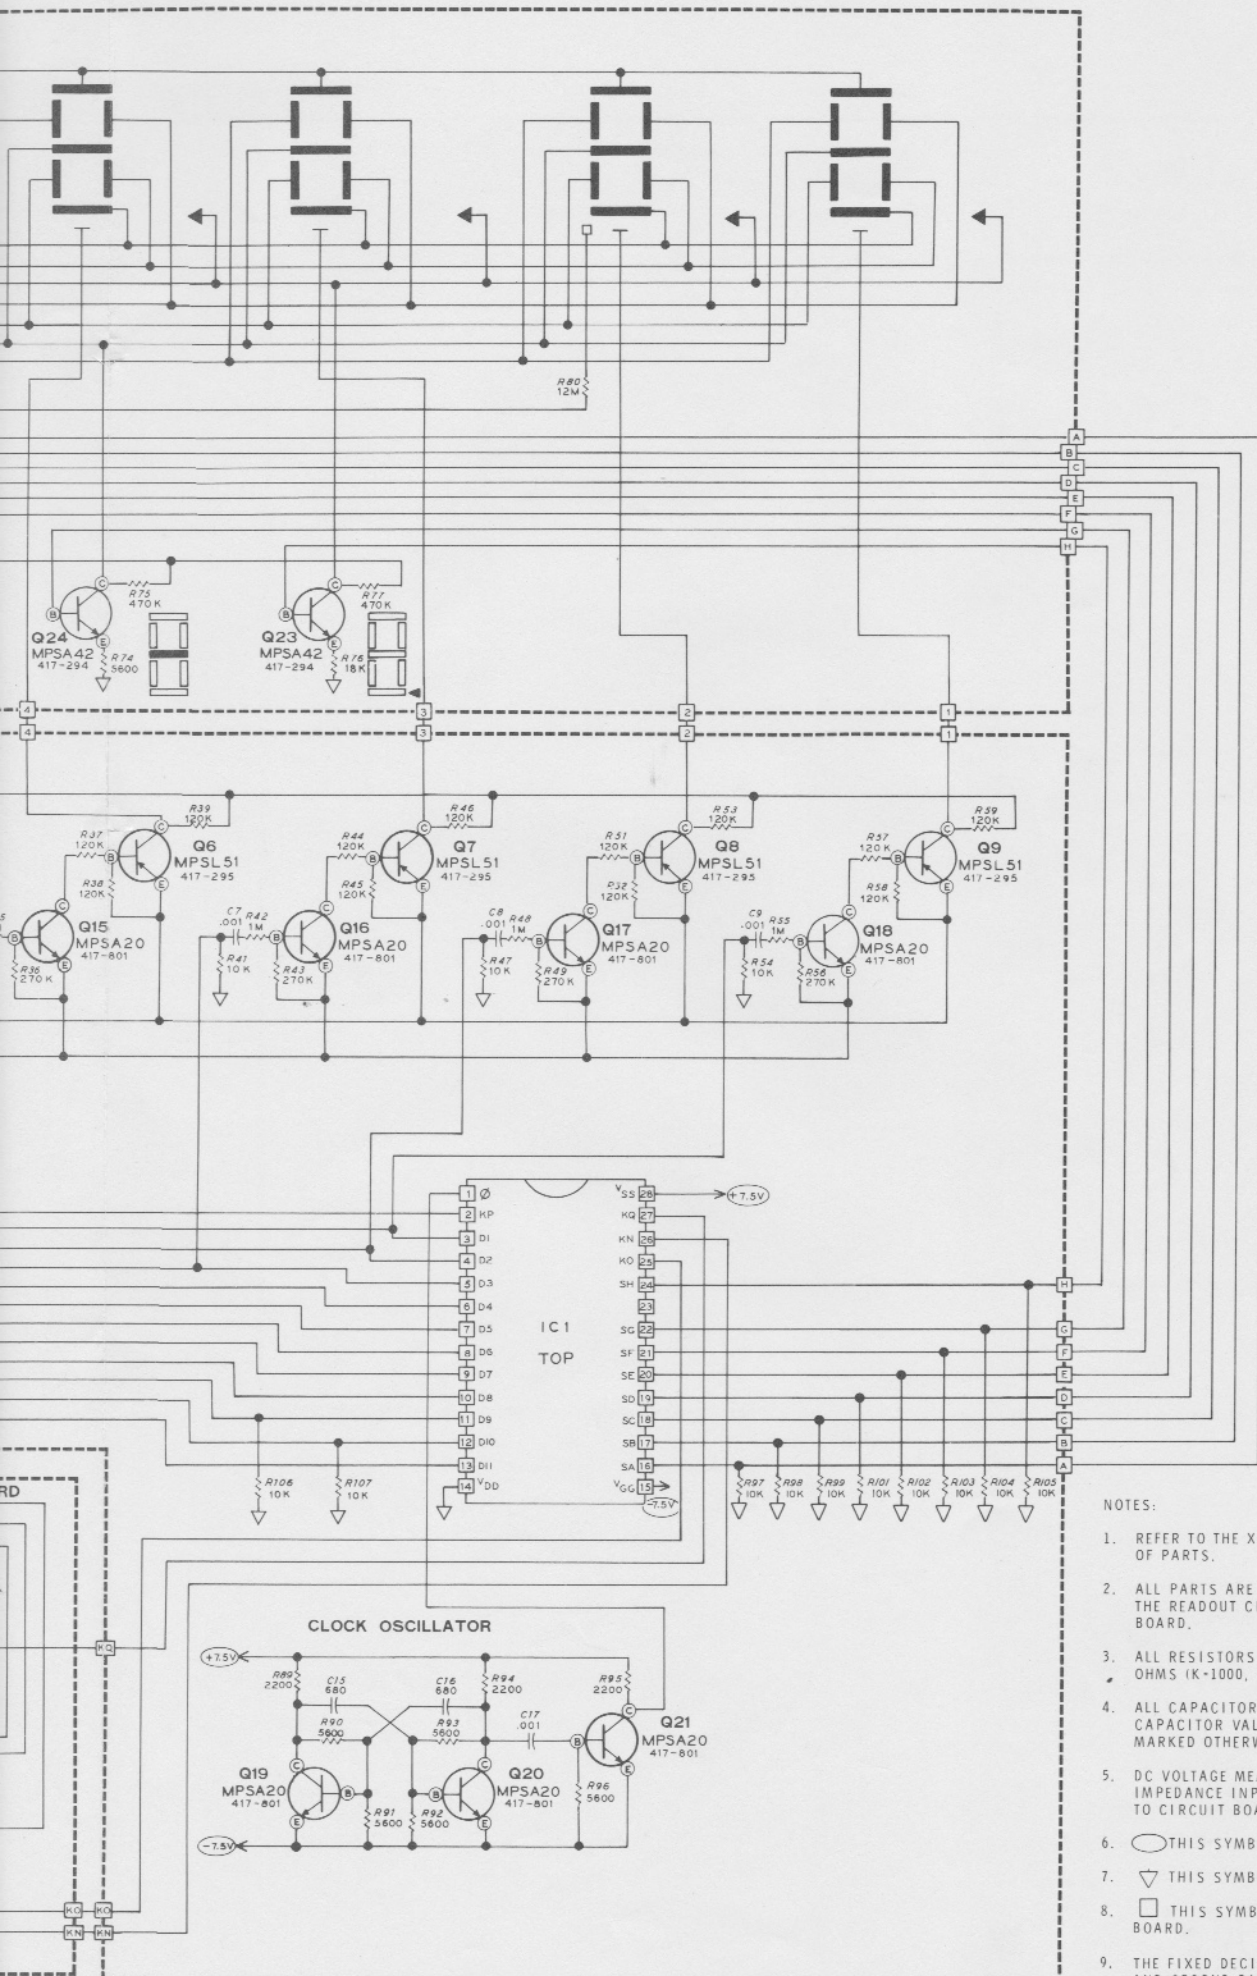 R80
12M
A
B
C
D
E
F
G
H
C
R75
470K
B
Q24
MPSA42
417-294
E
R74
5600
C
R77
470K
B
Q23
MPSA42
417-294
E
R76
18K
4
3
2
1
4
3
2
1
R39
120K
R37
120K
C
B
Q6
MPSL51
417-295
R38
120K
E
C
Q15
MPSA20
417-801
B
E
R36
270K
R46
120K
R44
120K
C
B
Q7
MPSL51
417-295
R45
120K
E
C7
.001
R42
1M
C
B
Q16
MPSA20
417-801
R41
10K
R43
270K
R53
120K
R51
120K
C
B
Q8
MPSL51
417-295
R32
120K
E
C8
.001
R48
1M
C
B
Q17
MPSA20
417-801
R47
10K
R49
270K
E
R59
120K
R57
120K
C
B
Q9
MPSL51
417-295
R58
120K
E
C9
.001
R55
1M
C
B
Q18
MPSA20
417-801
R54
10K
R56
270K
E
1 Ø
2 KP
3 D1
4 D2
5 D3
6 D4
7 D5
8 D6
9 D7
10 D8
11 D9
12 D10
13 D11
14 VDD
IC1
TOP
VSS 28
+7.5V
KQ 27
KN 26
KO 25
SH 24
23
SG 22
SF 21
SE 20
SD 19
SC 18
SB 17
SA 16
VGG 15
-7.5V
H
G
F
E
D
C
B
A
R106
10K
R107
10K
R97
10K
R98
10K
R99
10K
R101
10K
R102
10K
R103
10K
R104
10K
R105
10K
RD
KQ
KO
KO
KN
KN
CLOCK OSCILLATOR
+7.5V
R89
2200
C15
680
C16
680
R94
2200
R95
2200
R90
5600
R93
5600
C17
.001
C
B
Q21
MPSA20
417-801
E
Q19
MPSA20
417-801
C
B
E
R91
5600
R92
5600
B
C
E
Q20
MPSA20
417-801
R96
5600
-7.5V
NOTES:
1. REFER TO THE X
OF PARTS.
2. ALL PARTS ARE
THE READOUT C
BOARD.
3. ALL RESISTORS
OHMS (K=1000,
4. ALL CAPACITOR
CAPACITOR VAL
MARKED OTHERW
5. DC VOLTAGE ME
IMPEDANCE INP
TO CIRCUIT BOA
6. THIS SYMB
7. THIS SYMB
8. THIS SYMB
BOARD.
9. THE FIXED DECI